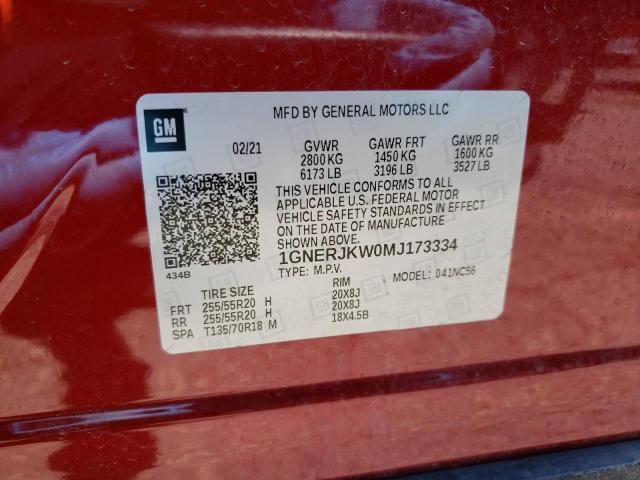 MFD BY GENERAL MOTORS LLC
GM
02/21 GVWR GAWR FRT GAWR RR
2800 KG 1450 KG 1600 KG
6173 LB 3196 LB 3527 LB
THIS VEHICLE CONFORMS TO ALL
APPLICABLE U.S. FEDERAL MOTOR
VEHICLE SAFETY STANDARDS IN EFFECT
ON THE DATE OF MANUFACTURE
SHOWN ABOVE.
1GNERJKW0MJ173334
434B TYPE: M.P.V. MODEL: 041NC56
TIRE SIZE RIM
FRT 255/55R20 H 20X8J
RR 255/55R20 H 20X8J
SPA T135/70R18 M 18X4.5B